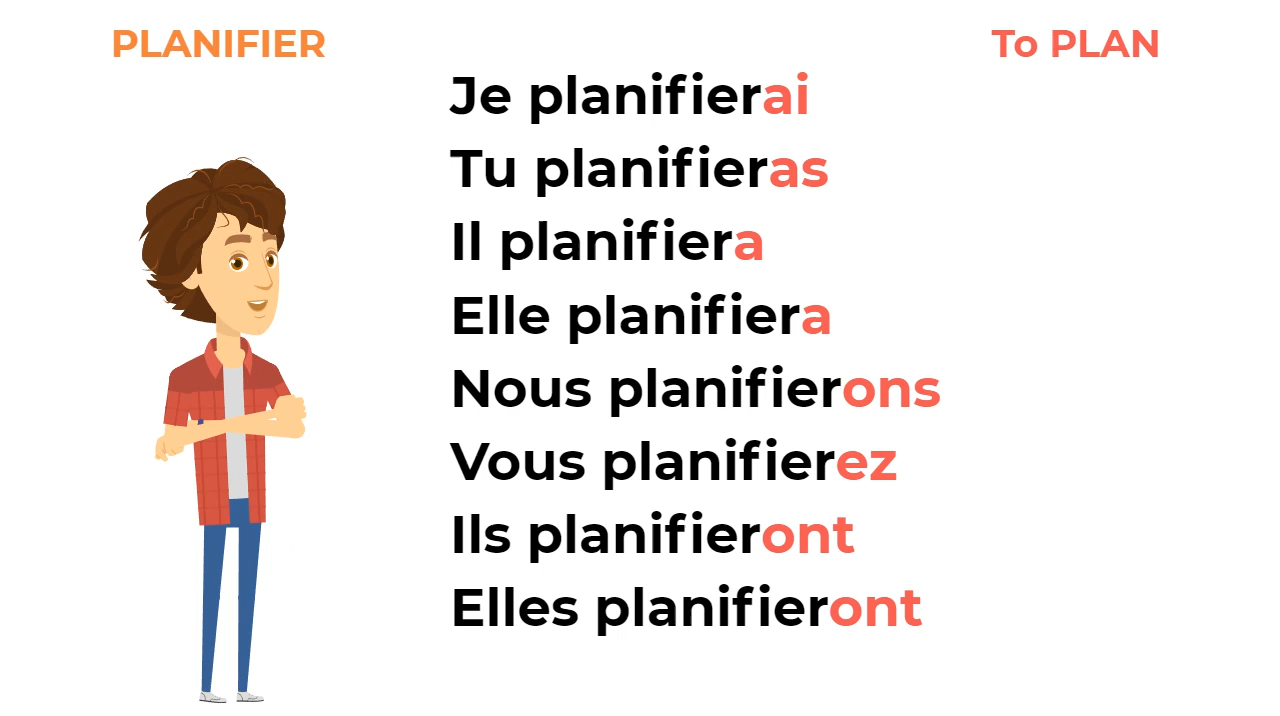 PLANIFIER
To PLAN
Je planifierai
Tu planifieras
Il planifiera
Elle planifiera
Nous planifierons
Vous planifierez
Ils planifieront
Elles planifieront